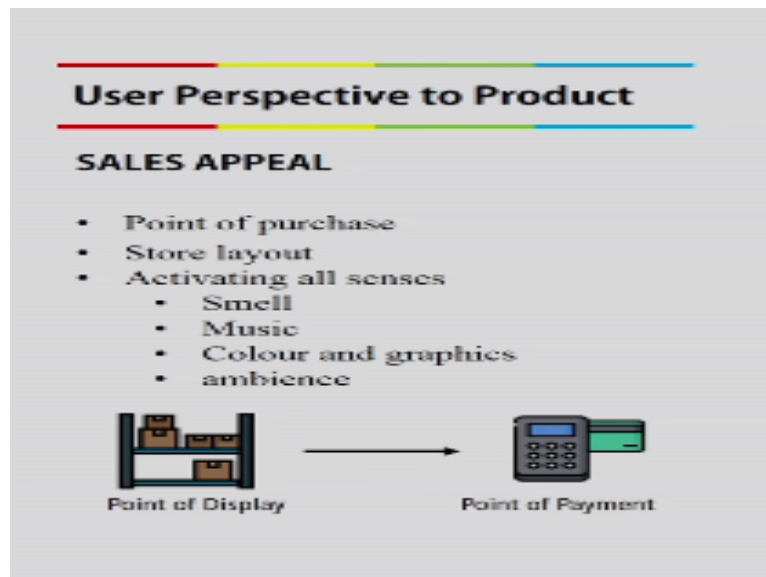 User Perspective to Product
SALES APPEAL
• Point of purchase
• Store layout
• Activating all senses
• Smell
• Music
• Colour and graphics
• ambience
Point of Display
Point of Payment